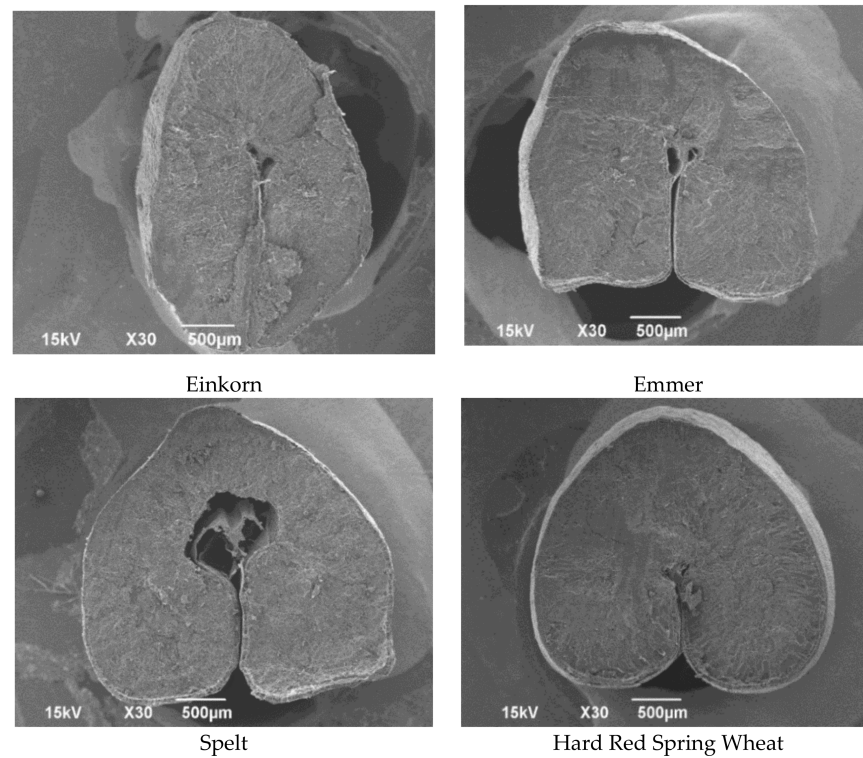 15kV X30 500μm
15kV X30 500μm
Einkorn
Emmer
15kV X30 500μm
15kV X30 500μm
Spelt
Hard Red Spring Wheat